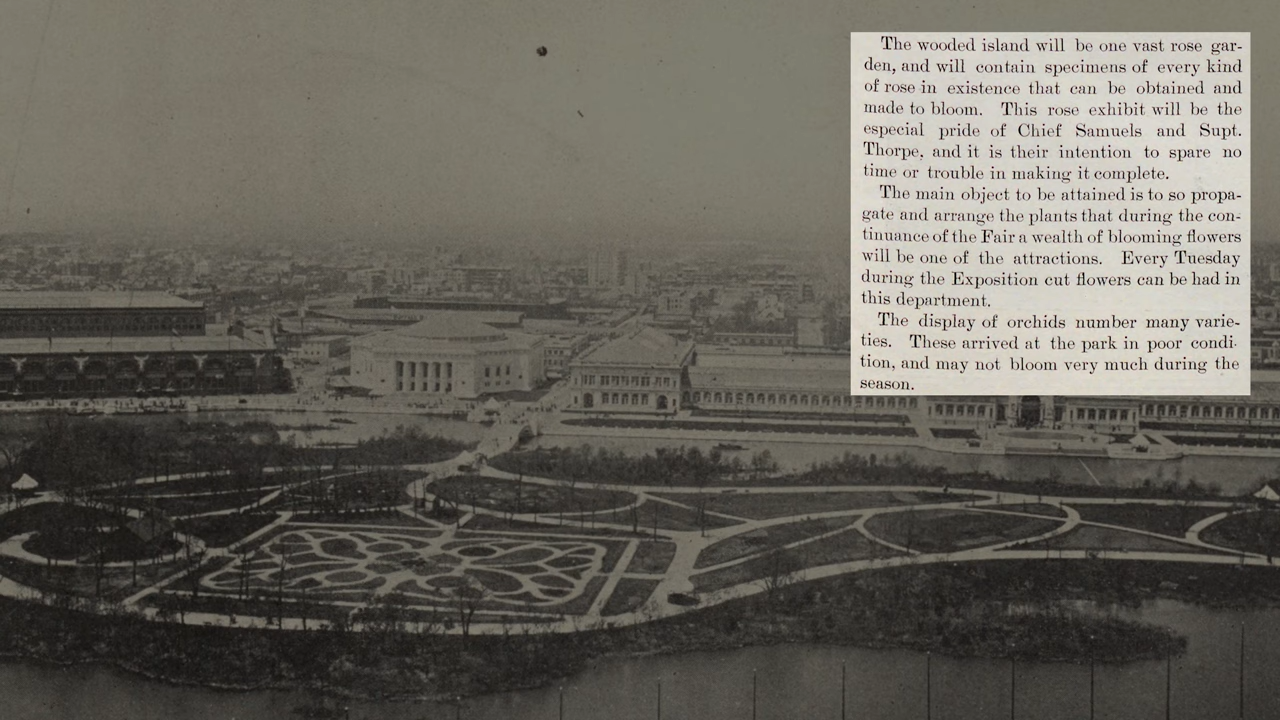 The wooded island will be one vast rose gar-
den, and will contain specimens of every kind
of rose in existence that can be obtained and
made to bloom. This rose exhibit will be the
especial pride of Chief Samuels and Supt.
Thorpe, and it is their intention to spare no
time or trouble in making it complete.
The main object to be attained is to so propa-
gate and arrange the plants that during the con-
tinuance of the Fair a wealth of blooming flowers
will be one of the attractions. Every Tuesday
during the Exposition cut flowers can be had in
this department.
The display of orchids number many varie-
ties. These arrived at the park in poor condi-
tion, and may not bloom very much during the
season.